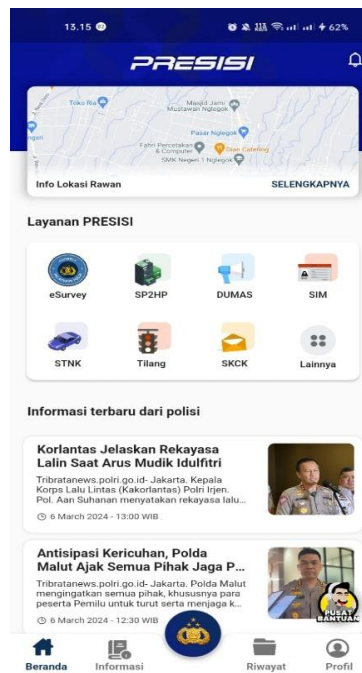 13.15
62%
PRESISI
Toko Ria
Masjid Jami
Mustawan Nglegok
Pasar Nglegok
Fahri Percetakan
& Computer
Dian Catering
SMK Negeri 1 Nglegok
Info Lokasi Rawan
SELENGKAPNYA
Layanan PRESISI
eSurvey
SP2HP
DUMAS
SIM
STNK
Tilang
SKCK
Lainnya
Informasi terbaru dari polisi
Korlantas Jelaskan Rekayasa
Lalin Saat Arus Mudik Idulfitri
Tribratanews.polri.go.id- Jakarta. Kepala
Korps Lalu Lintas (Kakorlantas) Polri Irjen.
Pol. Aan Suhanan menyatakan rekayasa lalu...
6 March 2024 - 13:00 WIB
Antisipasi Kericuhan, Polda
Malut Ajak Semua Pihak Jaga P...
Tribratanews.polri.go.id- Jakarta. Polda Malut
mengingatkan semua pihak, khususnya para
peserta Pemilu untuk turut serta menjaga k...
6 March 2024 - 12:30 WIB
PUSAT
BANTUAN
Beranda
Informasi
Riwayat
Profil